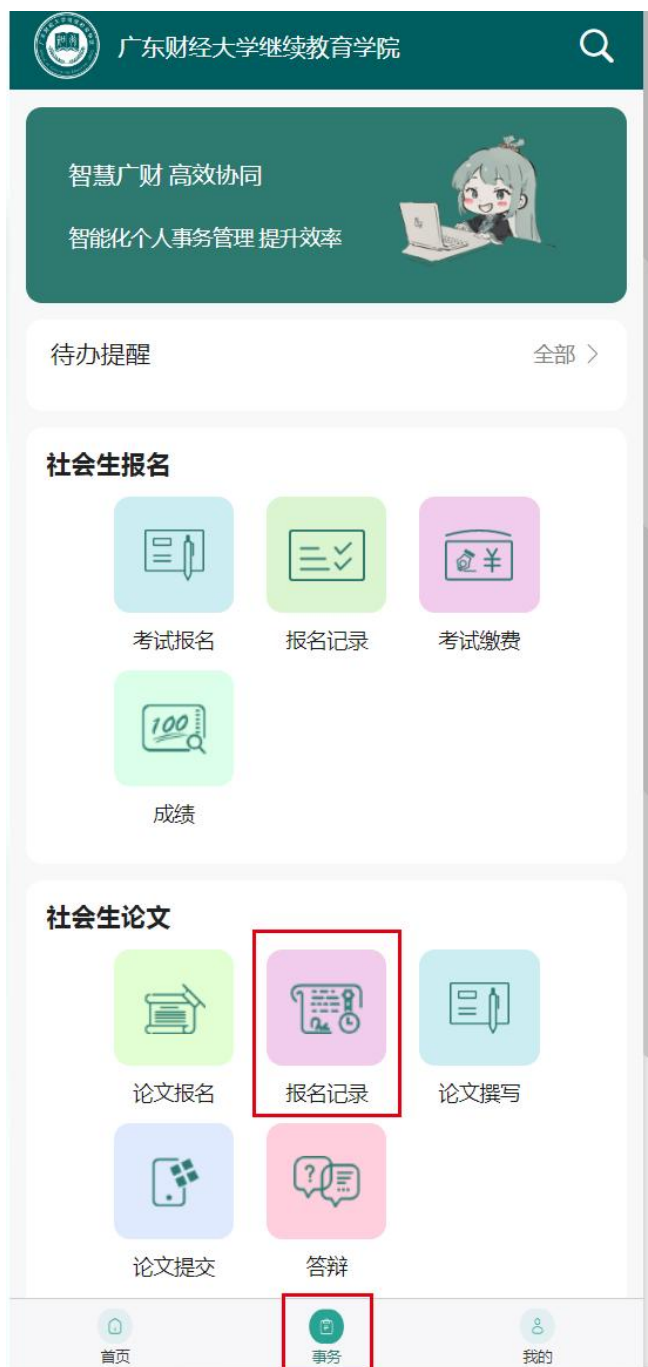 广东财经大学继续教育学院
智慧广财 高效协同
智能化个人事务管理 提升效率
待办提醒 全部
社会生报名
考试报名 报名记录 考试缴费
100
成绩
社会生论文
论文报名 报名记录 论文撰写
论文提交 答辩
首页 事务 我的